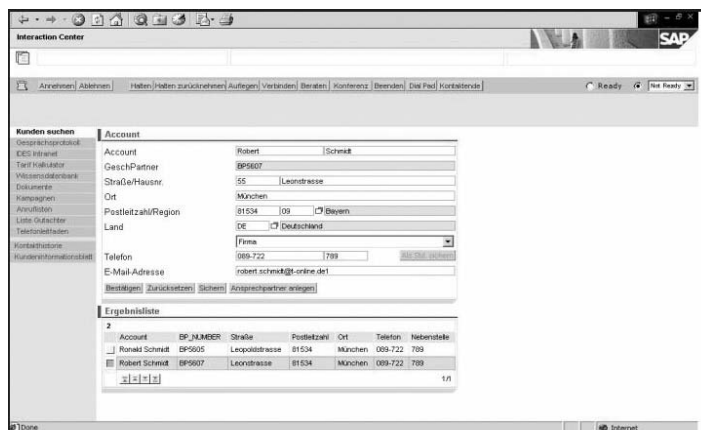 Interaction Center
SAP
Annehmen Ablehnen Halten Halten zurücknehmen Auflegen Verbinden Beraten Konferenz Beenden Dial Pad Kontaktende Ready Not Ready
Kunden suchen
Gesprächsprotokoll
IDES Intranet
Tarif Kalkulator
Wissensdatenbank
Dokumente
Kampagnen
Anruflisten
Liste Gutachter
Telefonleitfaden
Kontakthistorie
Kundeninformationsblatt
Account
Account Robert Schmidt
GeschPartner BP5607
Straße/Hausnr. 55 Leonstrasse
Ort München
Postleitzahl/Region 81534 09 Bayern
Land DE Deutschland
Firma
Telefon 089-722 789 Als Std. sichern
E-Mail-Adresse robert.schmidt@t-online.de1
Bestätigen Zurücksetzen Sichern Ansprechpartner anlegen
Ergebnisliste
2
Account BP_NUMBER Straße Postleitzahl Ort Telefon Nebenstelle
Ronald Schmidt BP5605 Leopoldstrasse 81534 München 089-722 789
Robert Schmidt BP5607 Leonstrasse 81534 München 089-722 789
1/1
Done Internet